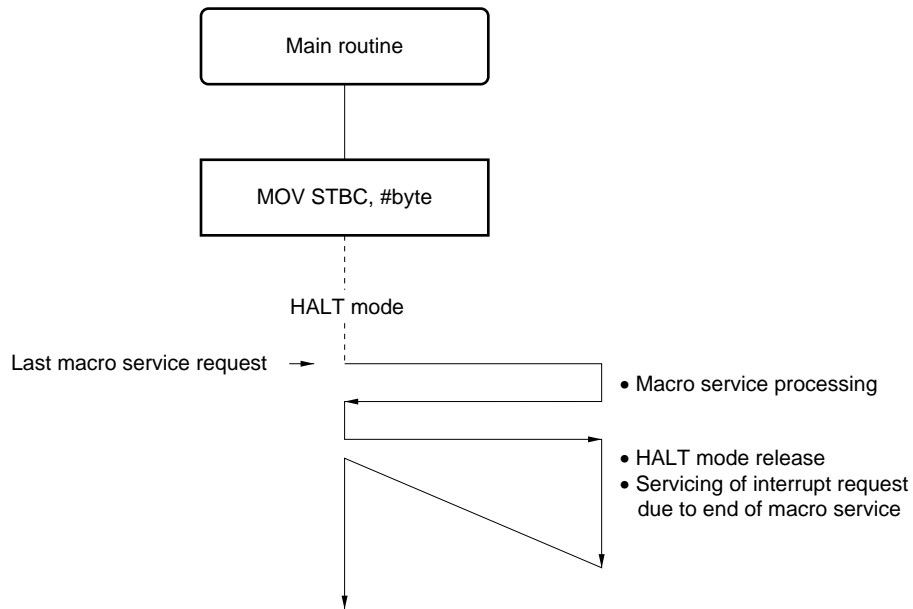 Main routine
MOV STBC, #byte
HALT mode
Last macro service request
• Macro service processing
• HALT mode release
• Servicing of interrupt request
due to end of macro service